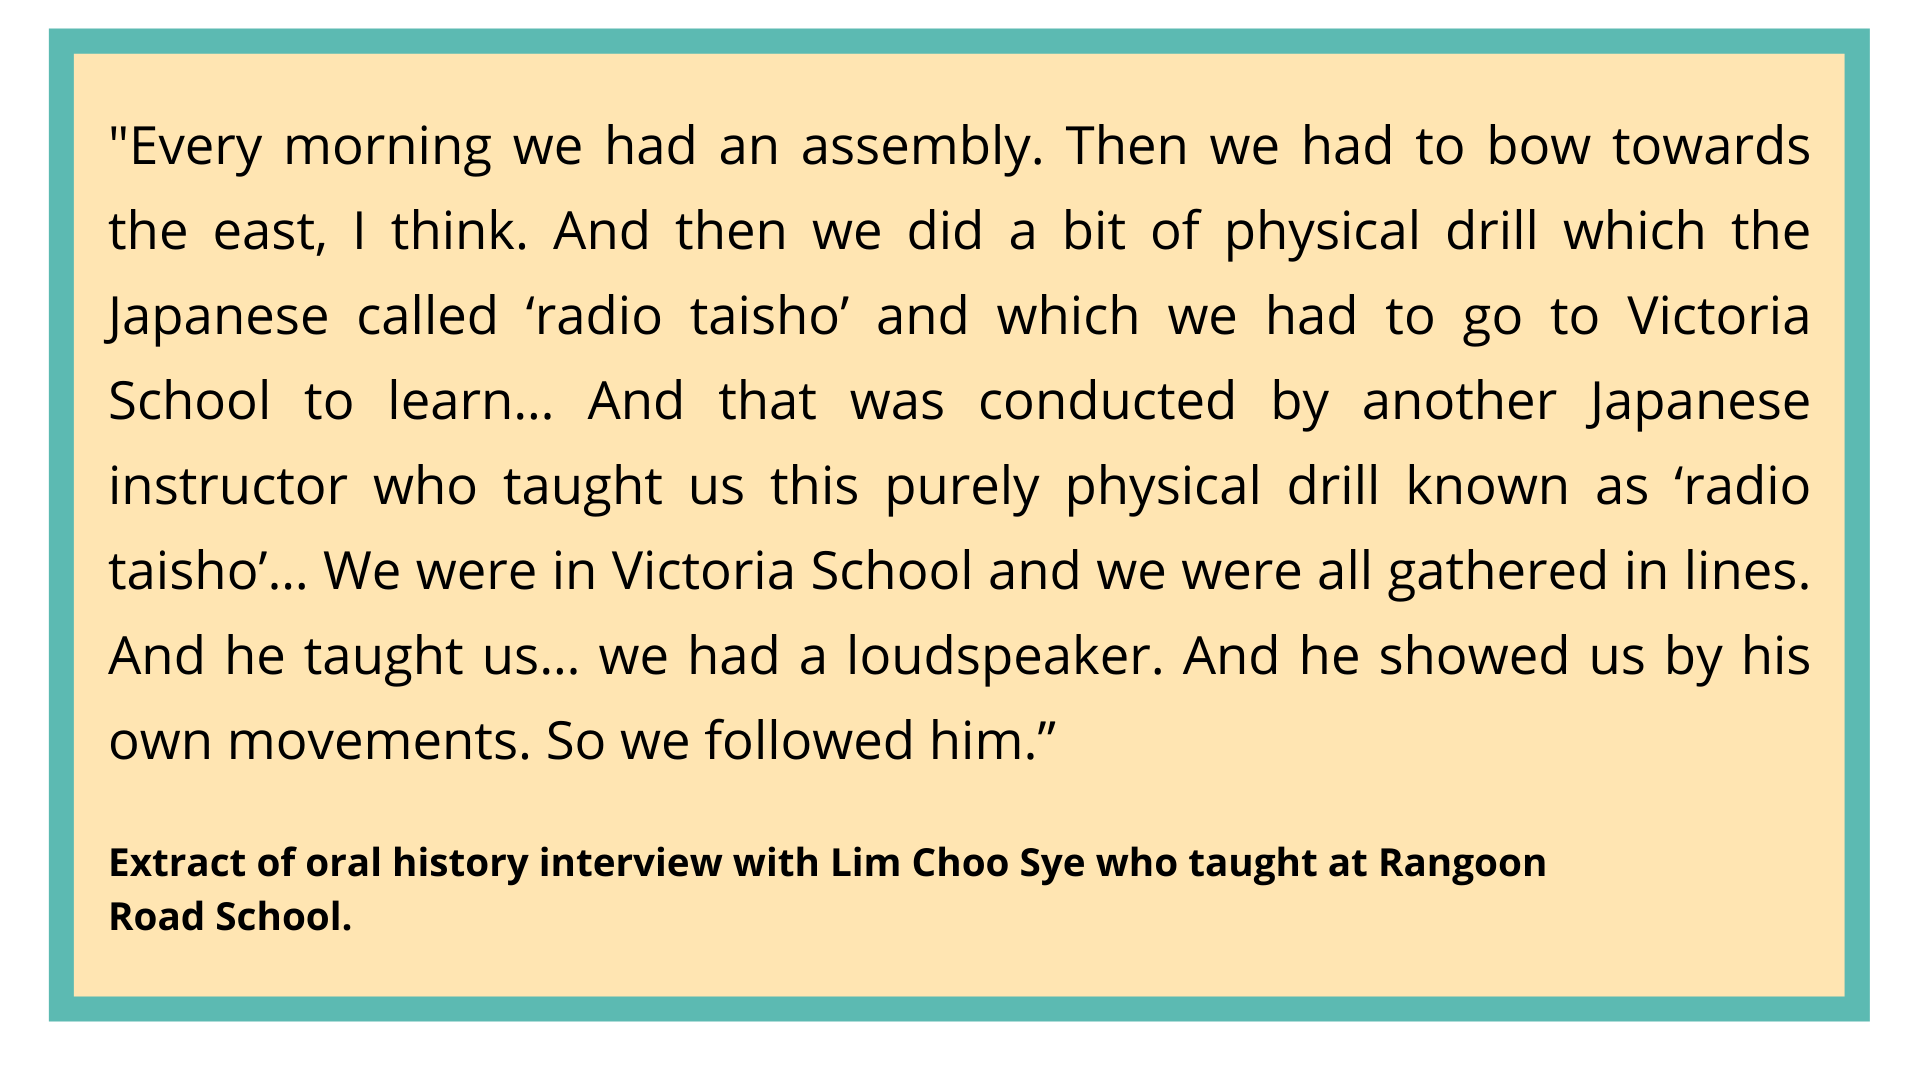 "Every morning we had an assembly. Then we had to bow towards
the east, I think. And then we did a bit of physical drill which the
Japanese called ‘radio taisho’ and which we had to go to Victoria
School to learn... And that was conducted by another Japanese
instructor who taught us this purely physical drill known as ‘radio
taisho’... We were in Victoria School and we were all gathered in lines.
And he taught us... we had a loudspeaker. And he showed us by his
own movements. So we followed him.”
Extract of oral history interview with Lim Choo Sye who taught at Rangoon
Road School.